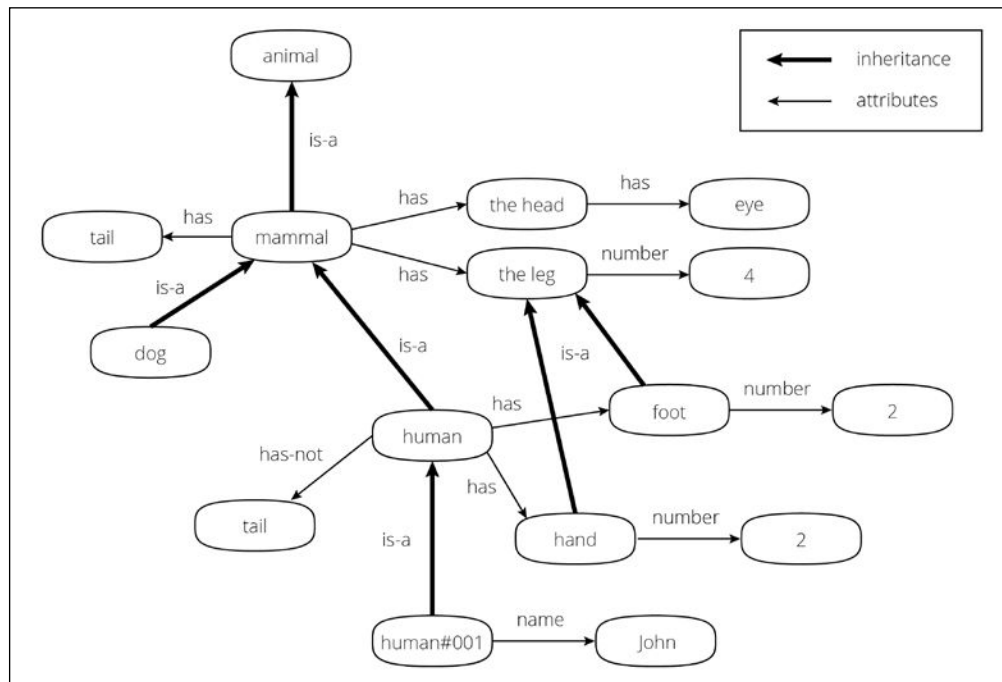 animal
inheritance
attributes
is-a
has
the head
has
eye
tail
has
mammal
has
the leg
number
4
is-a
dog
is-a
is-a
human
has
foot
number
2
has-not
has
tail
is-a
hand
number
2
human#001
name
John